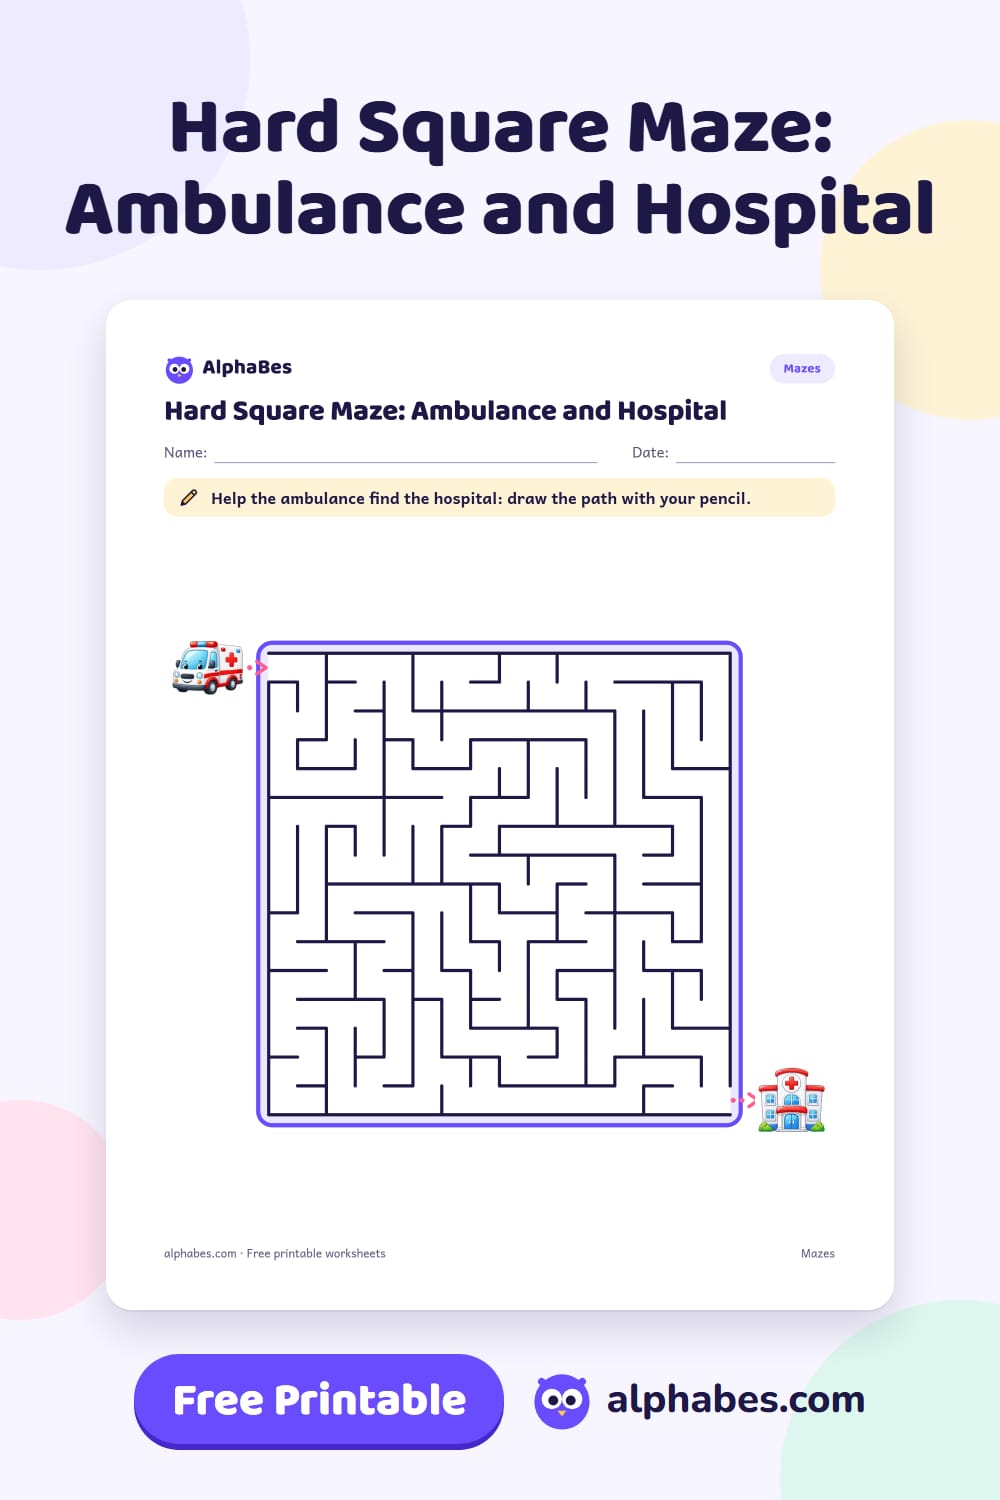 Hard Square Maze:
Ambulance and Hospital
AlphaBes
Mazes
Hard Square Maze: Ambulance and Hospital
Name:
Date:
Help the ambulance find the hospital: draw the path with your pencil.
alphabes.com · Free printable worksheets
Mazes
Free Printable
alphabes.com